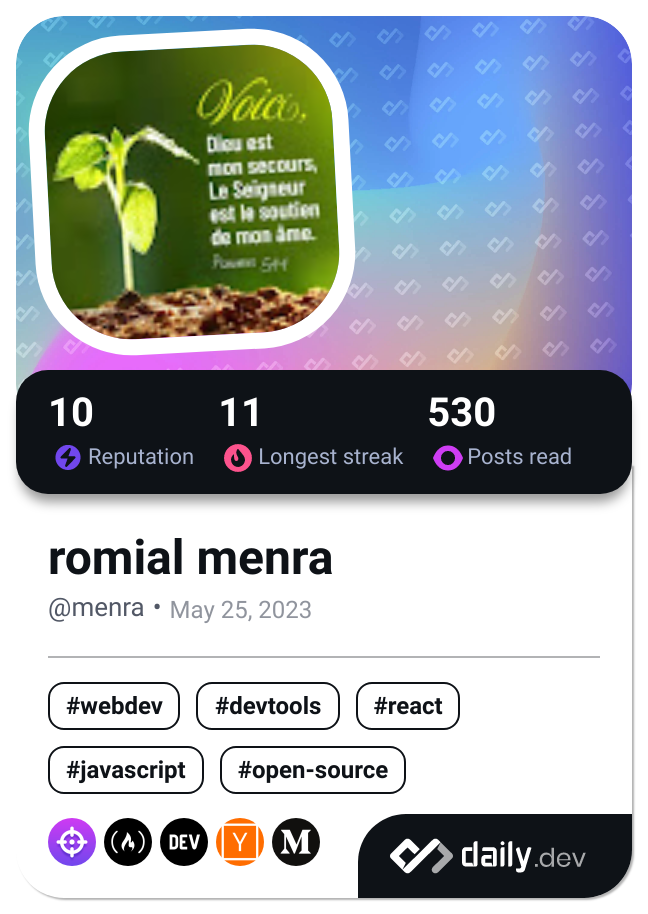 Voici,
Dieu est
mon secours,
Le Seigneur
est le soutien
de mon âme.
Psaumes 54:4
10
11
530
Reputation
Longest streak
Posts read
romial menra
@menra • May 25, 2023
#webdev
#devtools
#react
#javascript
#open-source
DEV
Y
M
daily.dev